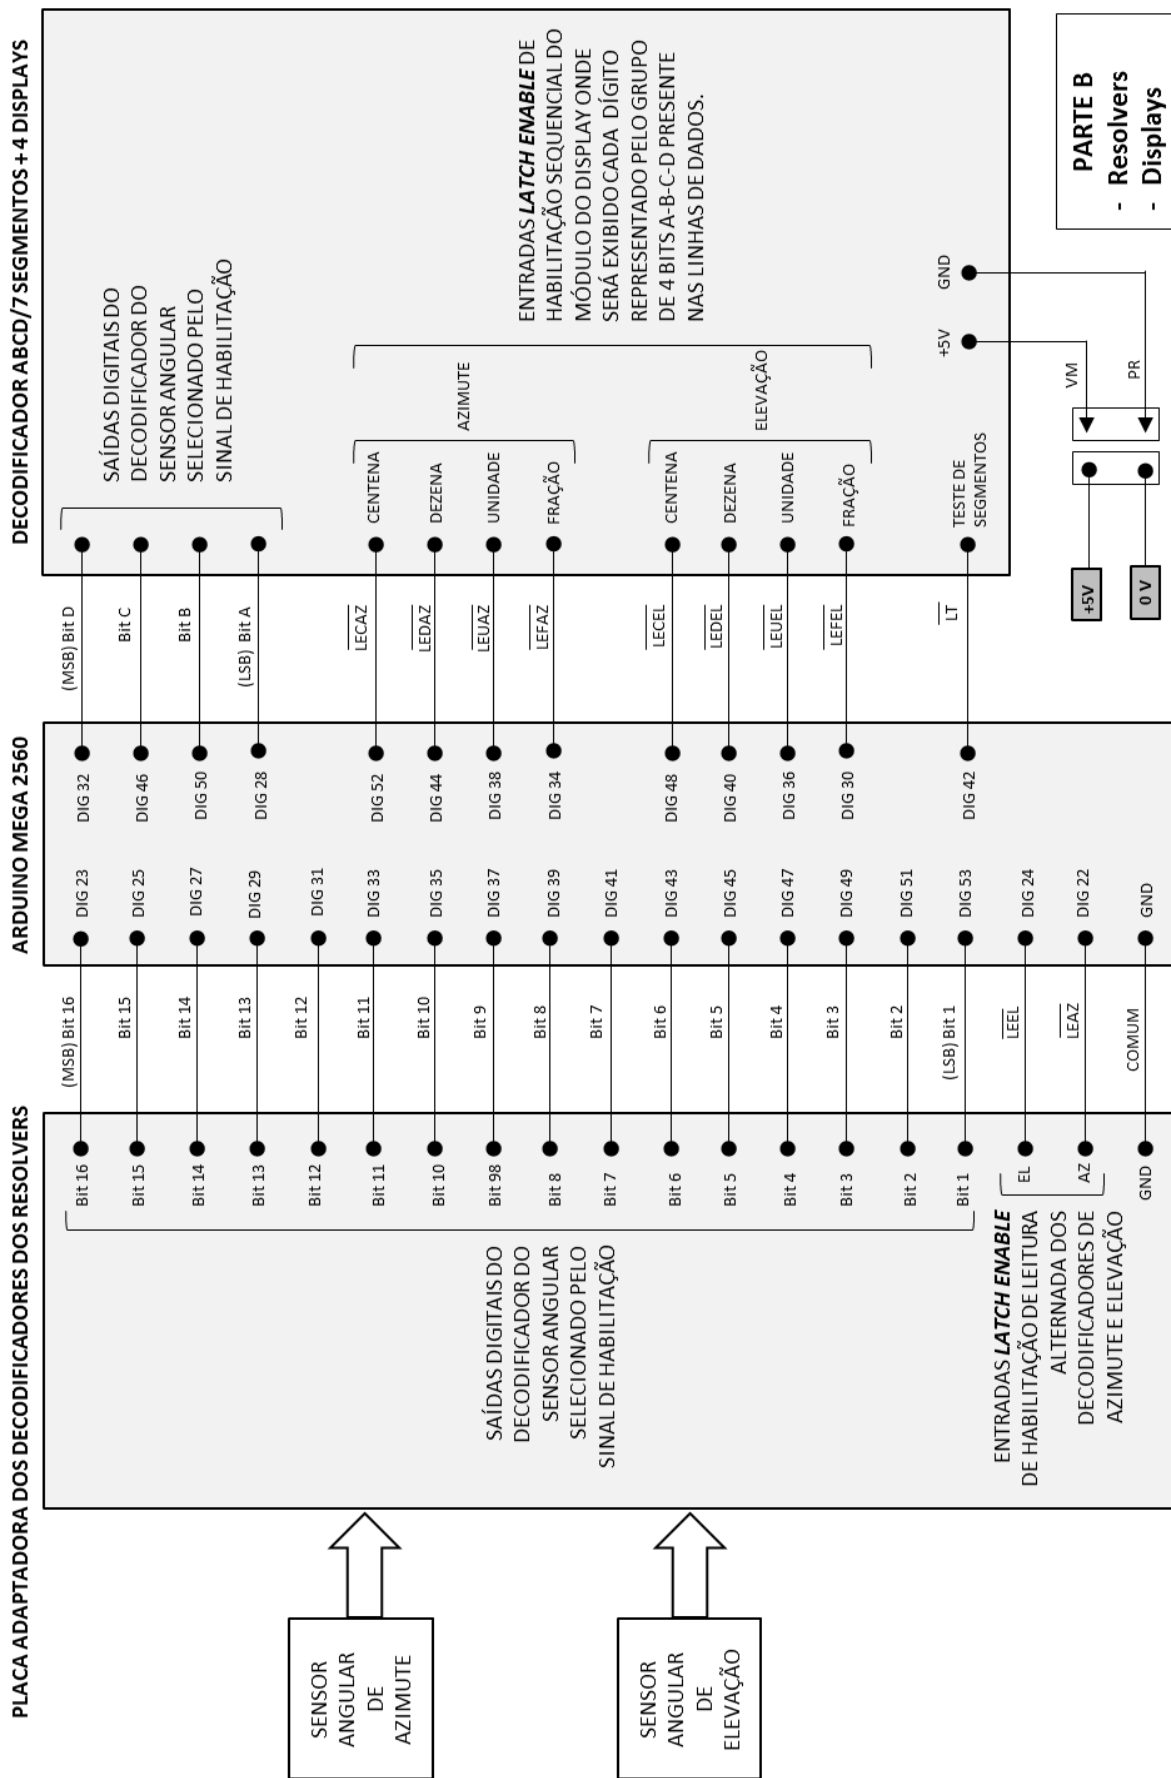 PLACA ADAPTADORA DOS DECODIFICADORES DOS RESOLVERS
ARDUINO MEGA 2560
DECODIFICADOR ABCD/7 SEGMENTOS + 4 DISPLAYS
SENSOR
ANGULAR
DE
AZIMUTE
SENSOR
ANGULAR
DE
ELEVAÇÃO
SAÍDAS DIGITAIS DO
DECODIFICADOR DO
SENSOR ANGULAR
SELECIONADO PELO
SINAL DE HABILITAÇÃO
ENTRADAS LATCH ENABLE
DE HABILITAÇÃO DE LEITURA
ALTERNADA DOS
DECODIFICADORES DE
AZIMUTE E ELEVAÇÃO
Bit 16
Bit 15
Bit 14
Bit 13
Bit 12
Bit 11
Bit 10
Bit 98
Bit 8
Bit 7
Bit 6
Bit 5
Bit 4
Bit 3
Bit 2
Bit 1
EL
AZ
GND
(MSB) Bit 16
Bit 15
Bit 14
Bit 13
Bit 12
Bit 11
Bit 10
Bit 9
Bit 8
Bit 7
Bit 6
Bit 5
Bit 4
Bit 3
Bit 2
(LSB) Bit 1
LEEL
LEAZ
COMUM
DIG 23
DIG 25
DIG 27
DIG 29
DIG 31
DIG 33
DIG 35
DIG 37
DIG 39
DIG 41
DIG 43
DIG 45
DIG 47
DIG 49
DIG 51
DIG 53
DIG 24
DIG 22
GND
DIG 32
DIG 46
DIG 50
DIG 28
DIG 52
DIG 44
DIG 38
DIG 34
DIG 48
DIG 40
DIG 36
DIG 30
DIG 42
(MSB) Bit D
Bit C
Bit B
(LSB) Bit A
LECAZ
LEDAZ
LEUAZ
LEFAZ
LECEL
LEDEL
LEUEL
LEFEL
LT
SAÍDAS DIGITAIS DO
DECODIFICADOR DO
SENSOR ANGULAR
SELECIONADO PELO
SINAL DE HABILITAÇÃO
CENTENA
DEZENA
UNIDADE
FRAÇÃO
AZIMUTE
CENTENA
DEZENA
UNIDADE
FRAÇÃO
ELEVAÇÃO
TESTE DE
SEGMENTOS
ENTRADAS LATCH ENABLE DE
HABILITAÇÃO SEQUENCIAL DO
MÓDULO DO DISPLAY ONDE
SERÁ EXIBIDO CADA DÍGITO
REPRESENTADO PELO GRUPO
DE 4 BITS A-B-C-D PRESENTE
NAS LINHAS DE DADOS.
+5V
GND
VM
PR
+5V
0 V
PARTE B
- Resolvers
- Displays